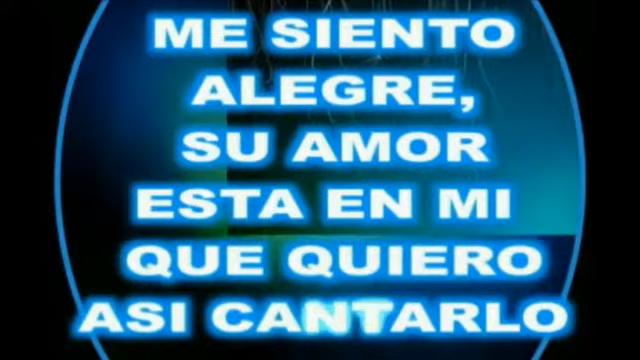 ME SIENTO
ALEGRE,
SU AMOR
ESTA EN MI
QUE QUIERO
ASI CANTARLO